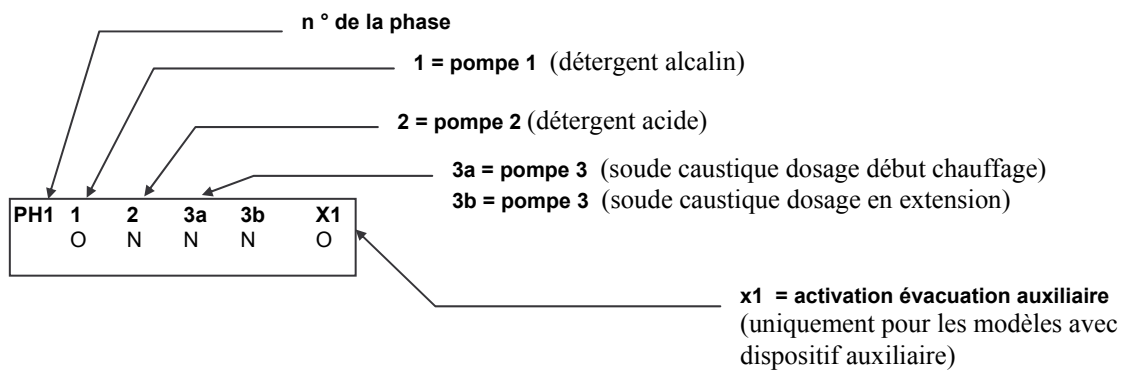 n ° de la phase
1 = pompe 1 (détergent alcalin)
2 = pompe 2 (détergent acide)
3a = pompe 3 (soude caustique dosage début chauffage)
3b = pompe 3 (soude caustique dosage en extension)
PH1 1 2 3a 3b X1
O N N N O
x1 = activation évacuation auxiliaire
(uniquement pour les modèles avec
dispositif auxiliaire)